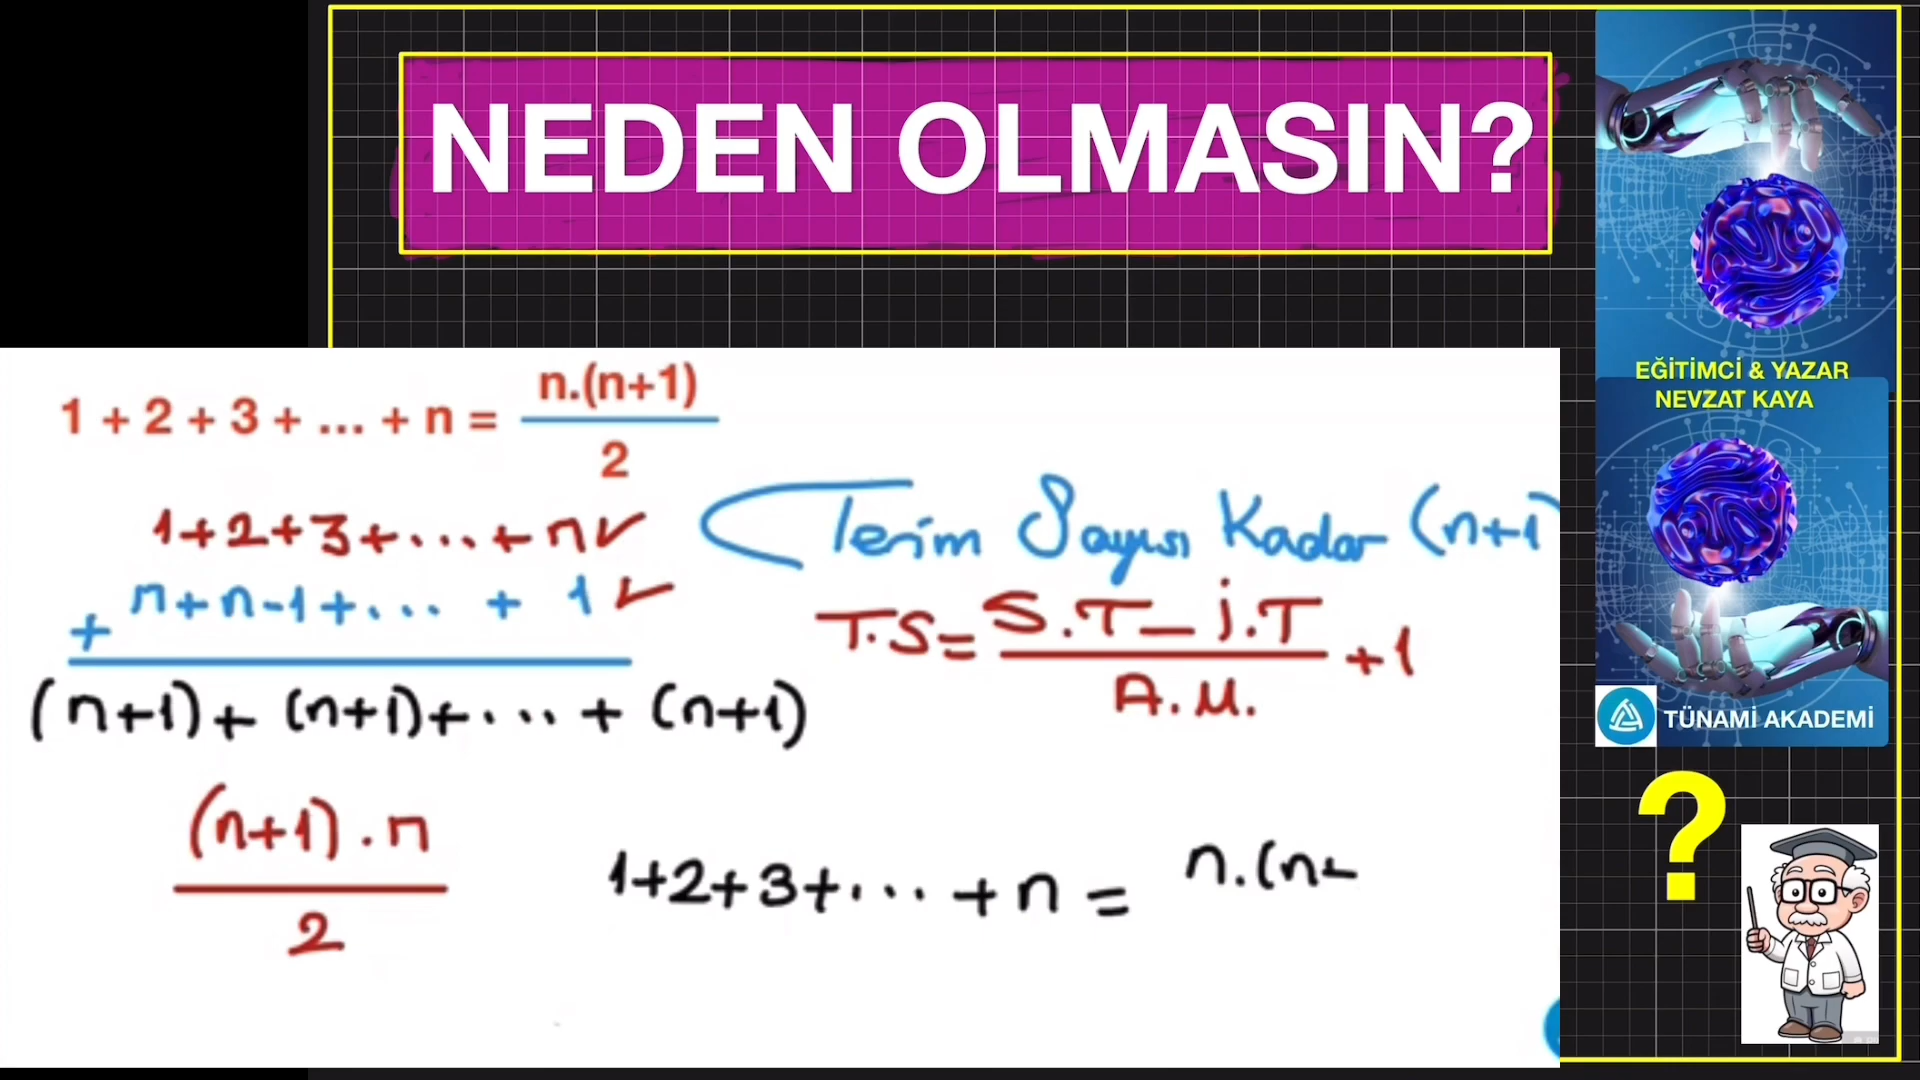 NEDEN OLMASIN?
1 + 2 + 3 + ... + n = n.(n+1)
2
1+2+3+...+n✓
n+n-1+... + 1✓
+
(n+1)+(n+1)+...+(n+1)
Terim Sayısı Kadar (n+1)
T.S = S.T - İ.T + 1
A.M.
(n+1).n
2
1+2+3+...+n = n.(n+
EĞİTİMCİ & YAZAR
NEVZAT KAYA
TÜNAMİ AKADEMİ
?